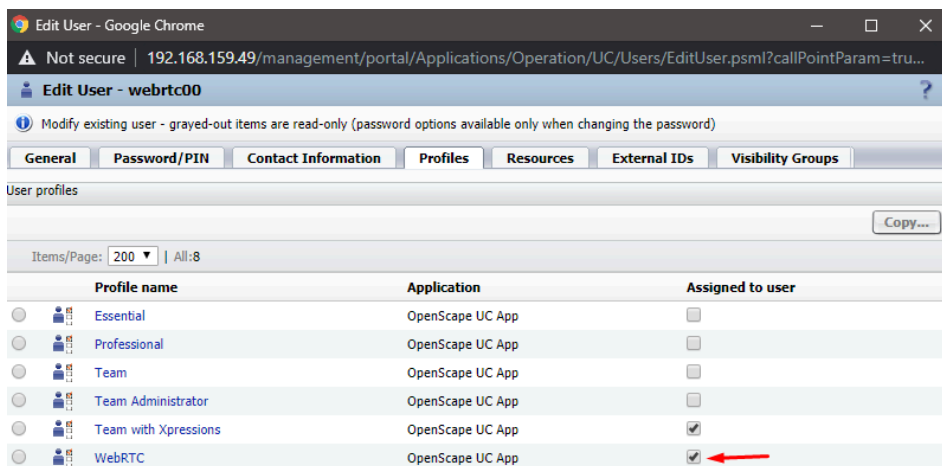 Edit User - Google Chrome
Not secure | 192.168.159.49/management/portal/Applications/Operation/UC/Users/EditUser.psml?callPointParam=tru...
Edit User - webrtc00 ?
Modify existing user - grayed-out items are read-only (password options available only when changing the password)
General Password/PIN Contact Information Profiles Resources External IDs Visibility Groups
User profiles
Copy...
Items/Page: 200 | All:8
Profile name Application Assigned to user
Essential OpenScape UC App
Professional OpenScape UC App
Team OpenScape UC App
Team Administrator OpenScape UC App
Team with Xpressions OpenScape UC App
WebRTC OpenScape UC App